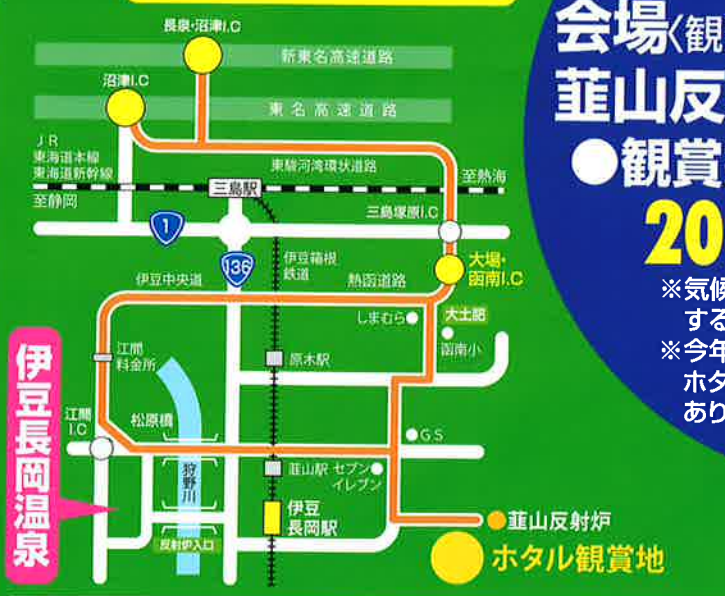 長泉・沼津I.C
新東名高速道路
沼津I.C
東名高速道路
JR
東海道本線
東海道新幹線
東駿河湾環状道路
至熱海
三島駅
至静岡
三島塚原I.C
1
136
伊豆箱根
鉄道
大場・
函南I.C
伊豆中央道
熱函道路
しまむら
大土肥
函南小
江間
料金所
原木駅
伊豆長岡温泉
江間
I.C
松原橋
GS
狩野川
韮山駅
セブン
イレブン
伊豆
長岡駅
反射炉入口
韮山反射炉
ホタル観賞地
会場〈観
韮山反
●観賞
20
※気候
する
※今年
ホタ
あり